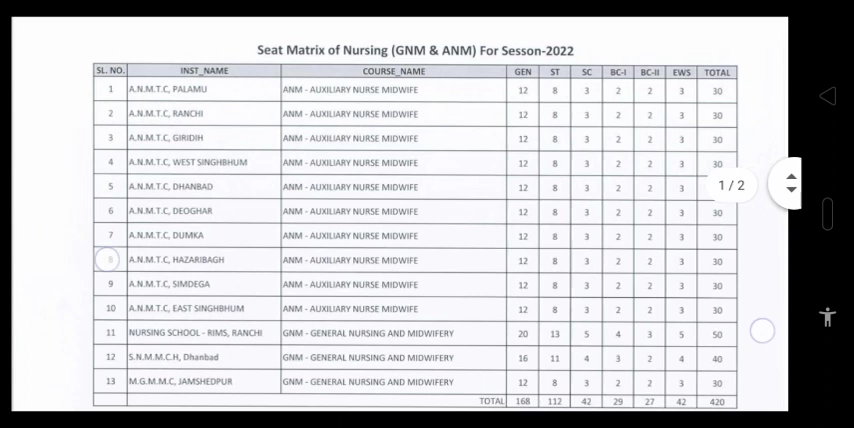 Seat Matrix of Nursing (GNM & ANM) For Sesson-2022
SL. NO. INST_NAME COURSE_NAME GEN ST SC BC-I BC-II EWS TOTAL
1 A.N.M.T.C, PALAMU ANM - AUXILIARY NURSE MIDWIFE 12 8 3 2 2 3 30
2 A.N.M.T.C, RANCHI ANM - AUXILIARY NURSE MIDWIFE 12 8 3 2 2 3 30
3 A.N.M.T.C, GIRIDIH ANM - AUXILIARY NURSE MIDWIFE 12 8 3 2 2 3 30
4 A.N.M.T.C, WEST SINGHBHUM ANM - AUXILIARY NURSE MIDWIFE 12 8 3 2 2 3 30
5 A.N.M.T.C, DHANBAD ANM - AUXILIARY NURSE MIDWIFE 12 8 3 2 2 3
1 / 2
6 A.N.M.T.C, DEOGHAR ANM - AUXILIARY NURSE MIDWIFE 12 8 3 2 2 3 30
7 A.N.M.T.C, DUMKA ANM - AUXILIARY NURSE MIDWIFE 12 8 3 2 2 3 30
8 A.N.M.T.C, HAZARIBAGH ANM - AUXILIARY NURSE MIDWIFE 12 8 3 2 2 3 30
9 A.N.M.T.C, SIMDEGA ANM - AUXILIARY NURSE MIDWIFE 12 8 3 2 2 3 30
10 A.N.M.T.C, EAST SINGHBHUM ANM - AUXILIARY NURSE MIDWIFE 12 8 3 2 2 3 30
11 NURSING SCHOOL - RIMS, RANCHI GNM - GENERAL NURSING AND MIDWIFERY 20 13 5 4 3 5 50
12 S.N.M.M.C.H, Dhanbad GNM - GENERAL NURSING AND MIDWIFERY 16 11 4 3 2 4 40
13 M.G.M.M.C, JAMSHEDPUR GNM - GENERAL NURSING AND MIDWIFERY 12 8 3 2 2 3 30
TOTAL 168 112 42 29 27 42 420